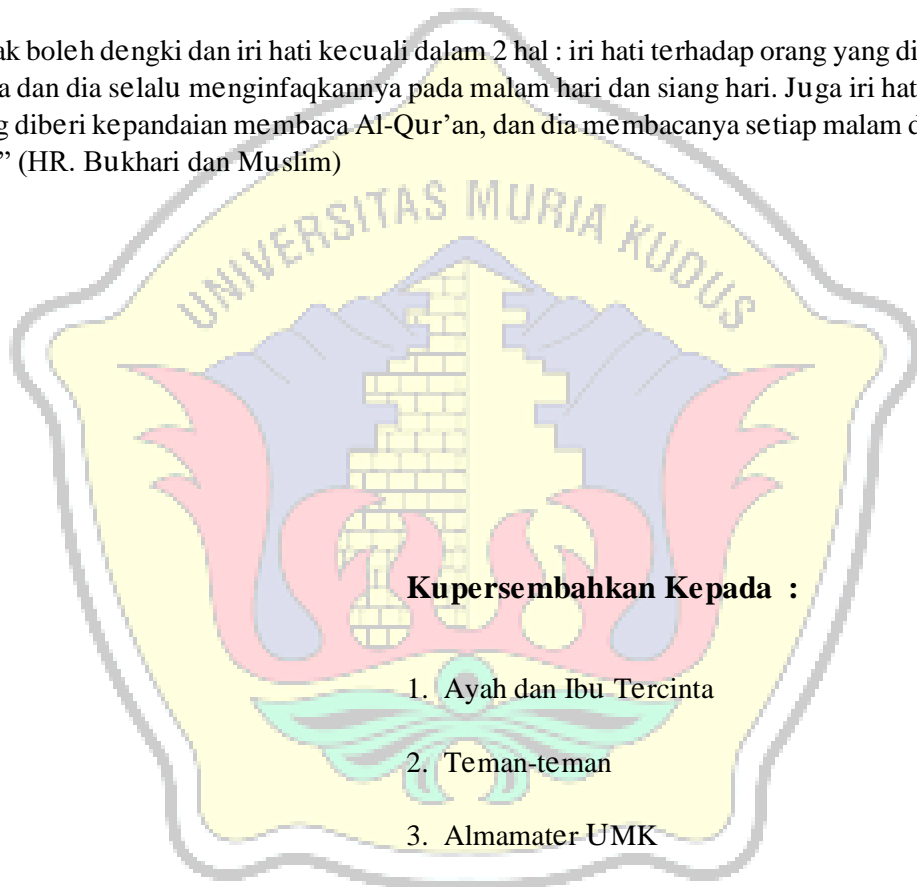 ak boleh dengki dan iri hati kecuali dalam 2 hal : iri hati terhadap orang yang di
a dan dia selalu menginfaqkannya pada malam hari dan siang hari. Juga iri hat
g diberi kepandaian membaca Al-Qur’an, dan dia membacanya setiap malam d
” (HR. Bukhari dan Muslim)
UNIVERSITAS MURIA KUDUS
Kupersembahkan Kepada :
1. Ayah dan Ibu Tercinta
2. Teman-teman
3. Almamater UMK